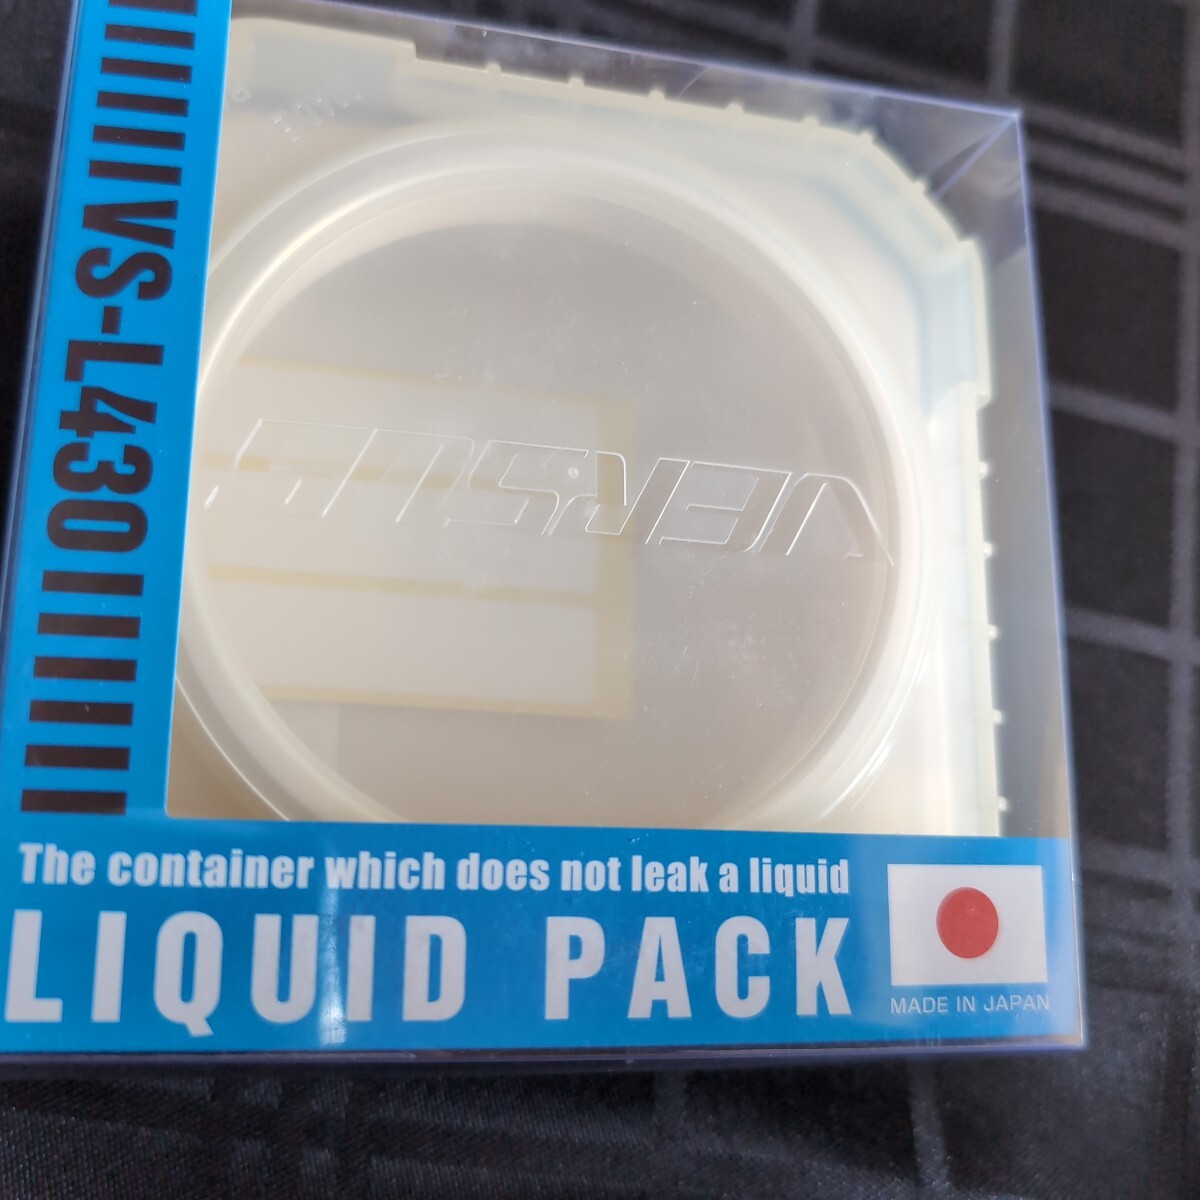 VS-L430
VERSUS
The container which does not leak a liquid
LIQUID PACK
MADE IN JAPAN